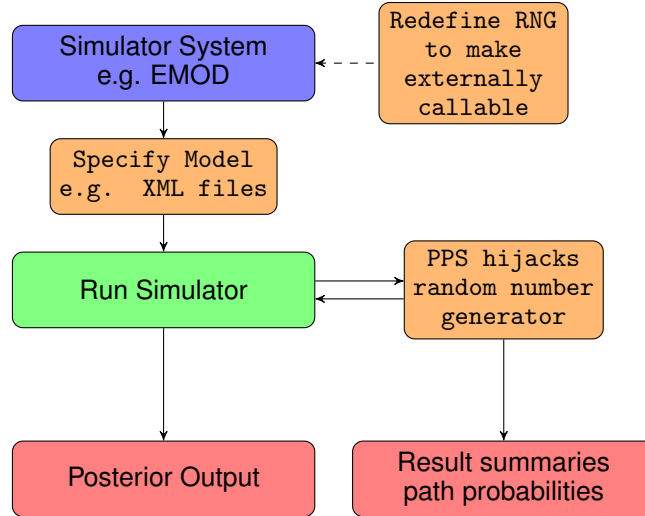 Simulator System
e.g. EMOD
Redefine RNG
to make
externally
callable
Specify Model
e.g. XML files
Run Simulator
PPS hijacks
random number
generator
Posterior Output
Result summaries
path probabilities